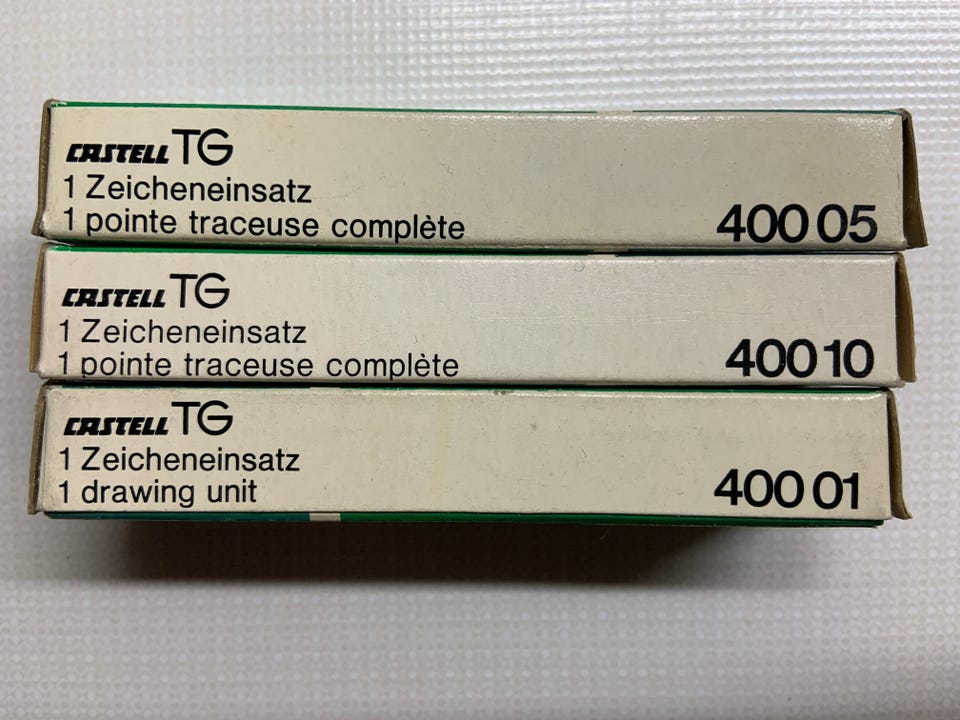 CASTELL TG
1 Zeicheneinsatz
1 pointe traceuse complète 400 05
CASTELL TG
1 Zeicheneinsatz
1 pointe traceuse complète 400 10
CASTELL TG
1 Zeicheneinsatz
1 drawing unit 400 01